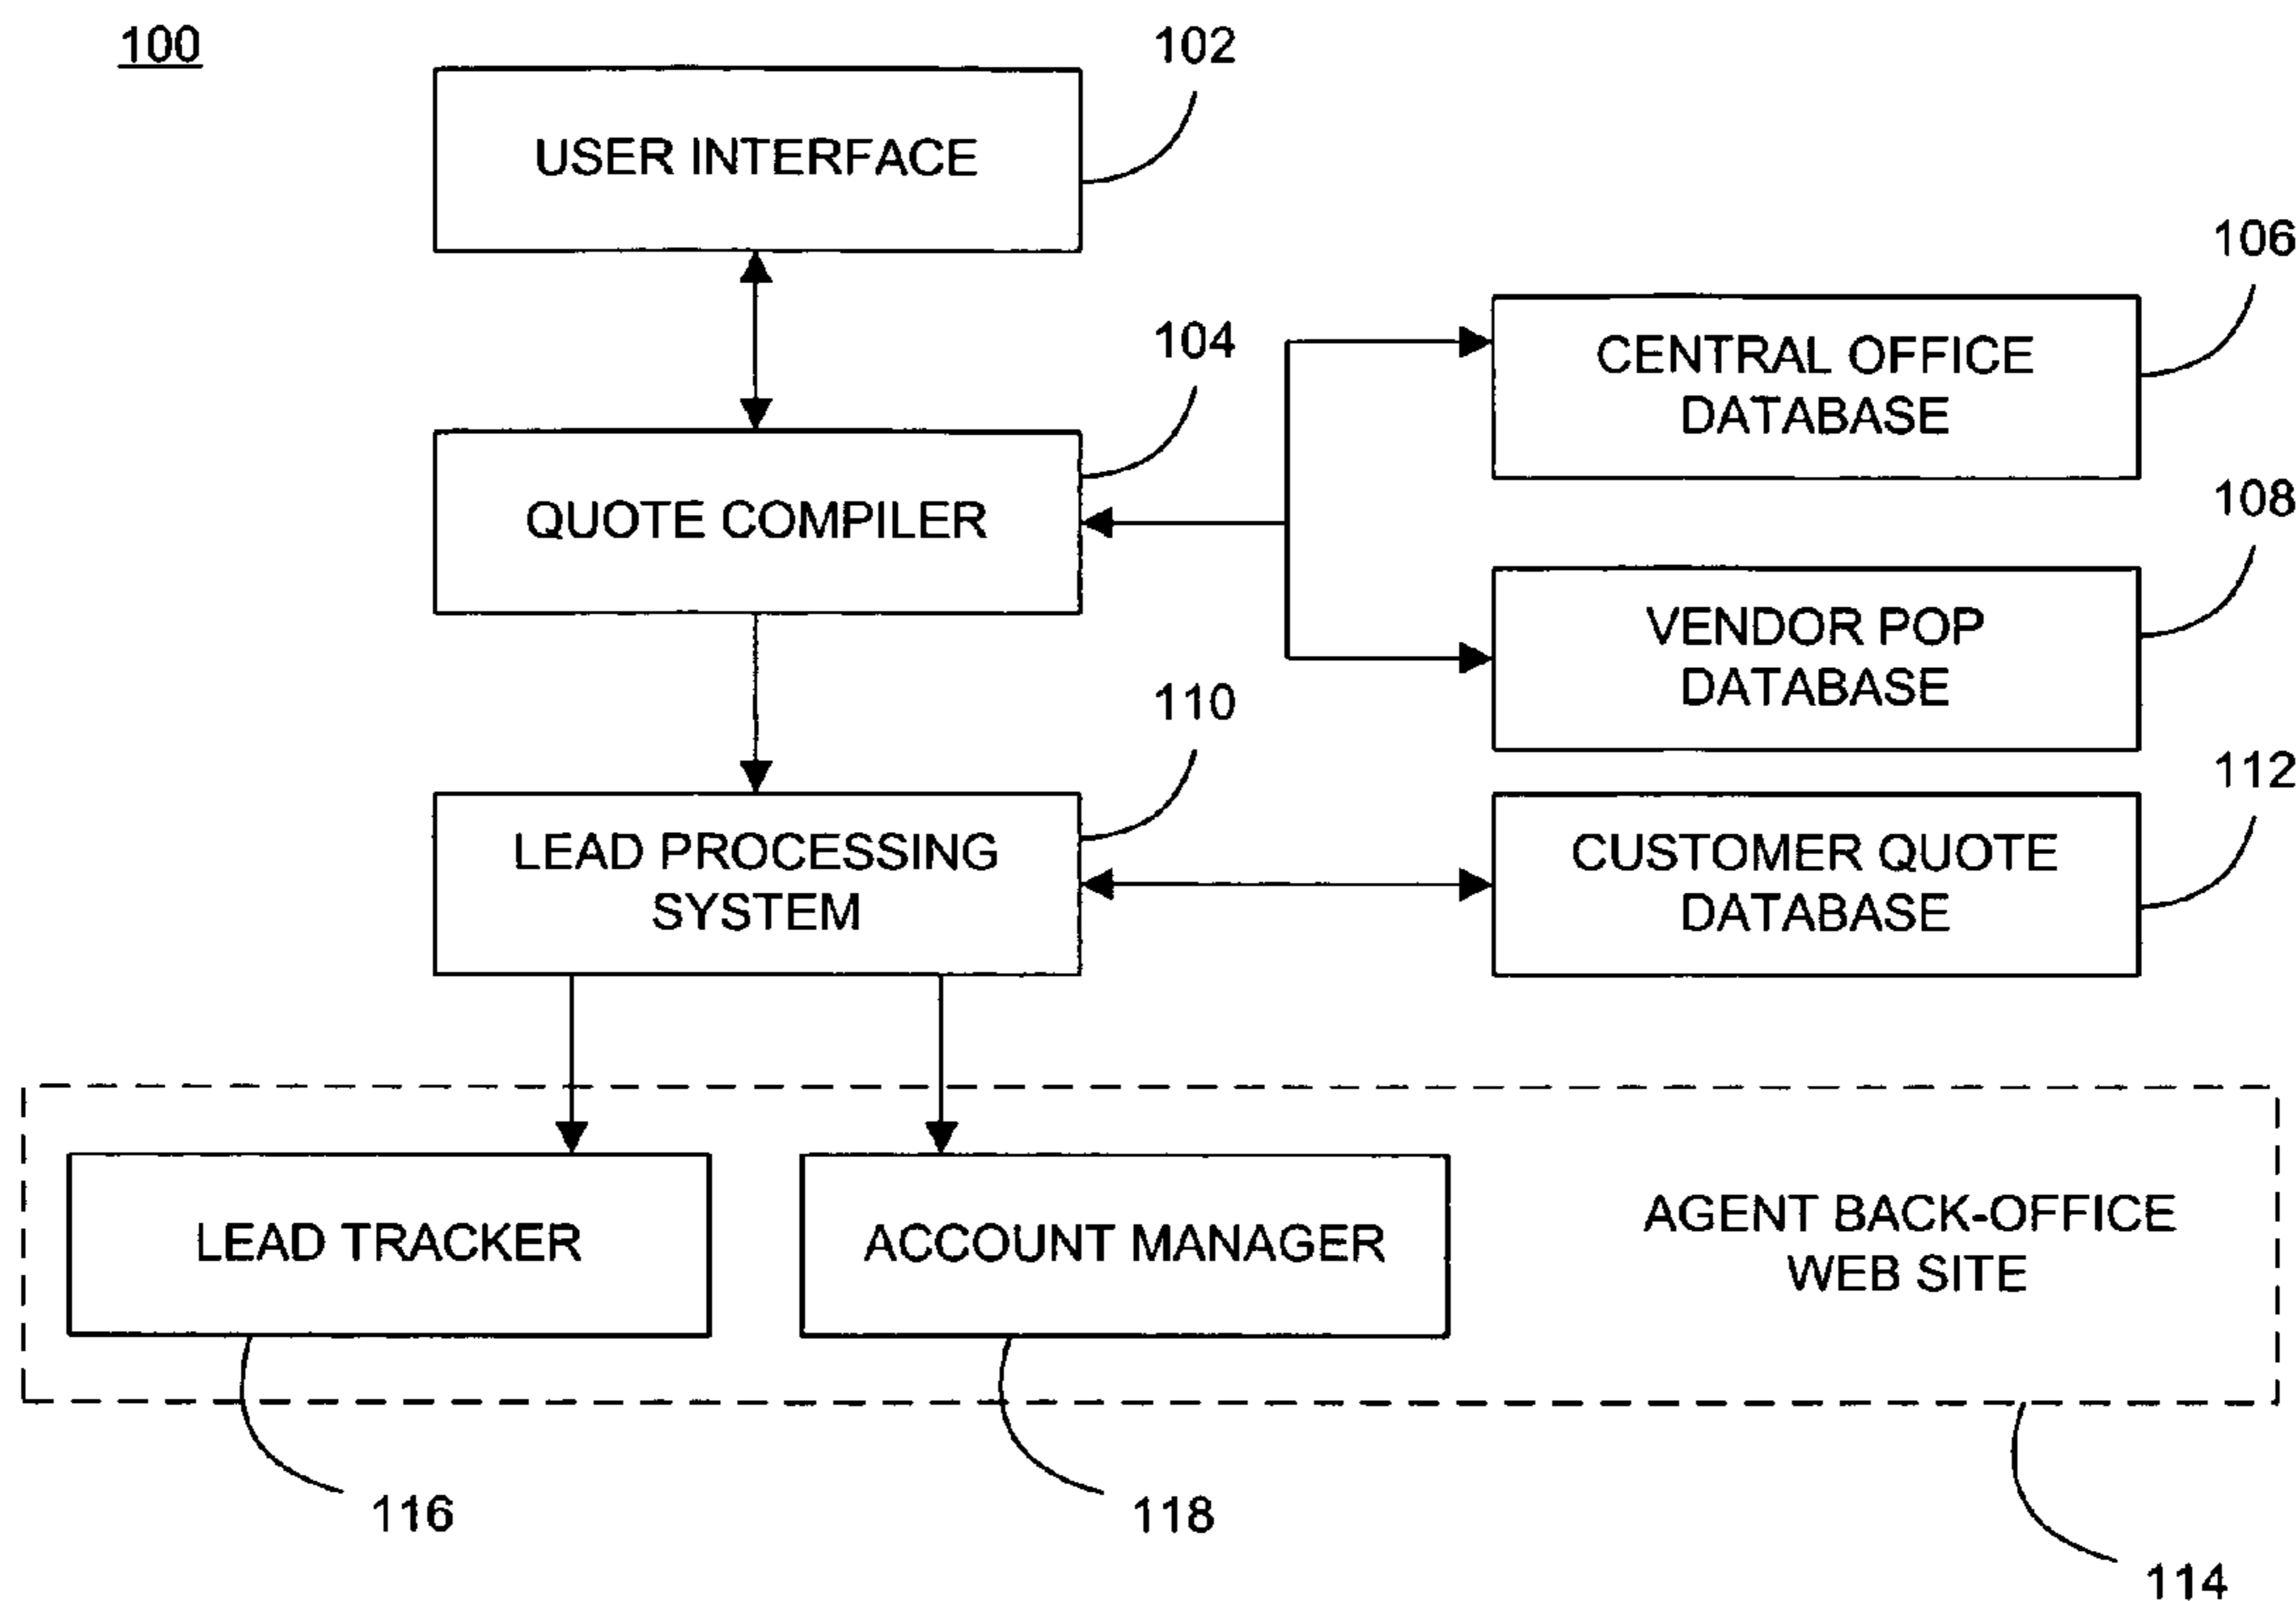 100
102
USER INTERFACE
106
104
CENTRAL OFFICE
DATABASE
QUOTE COMPILER
108
VENDOR POP
DATABASE
110
112
LEAD PROCESSING
SYSTEM
CUSTOMER QUOTE
DATABASE
LEAD TRACKER
ACCOUNT MANAGER
AGENT BACK-OFFICE
WEB SITE
116
118
114